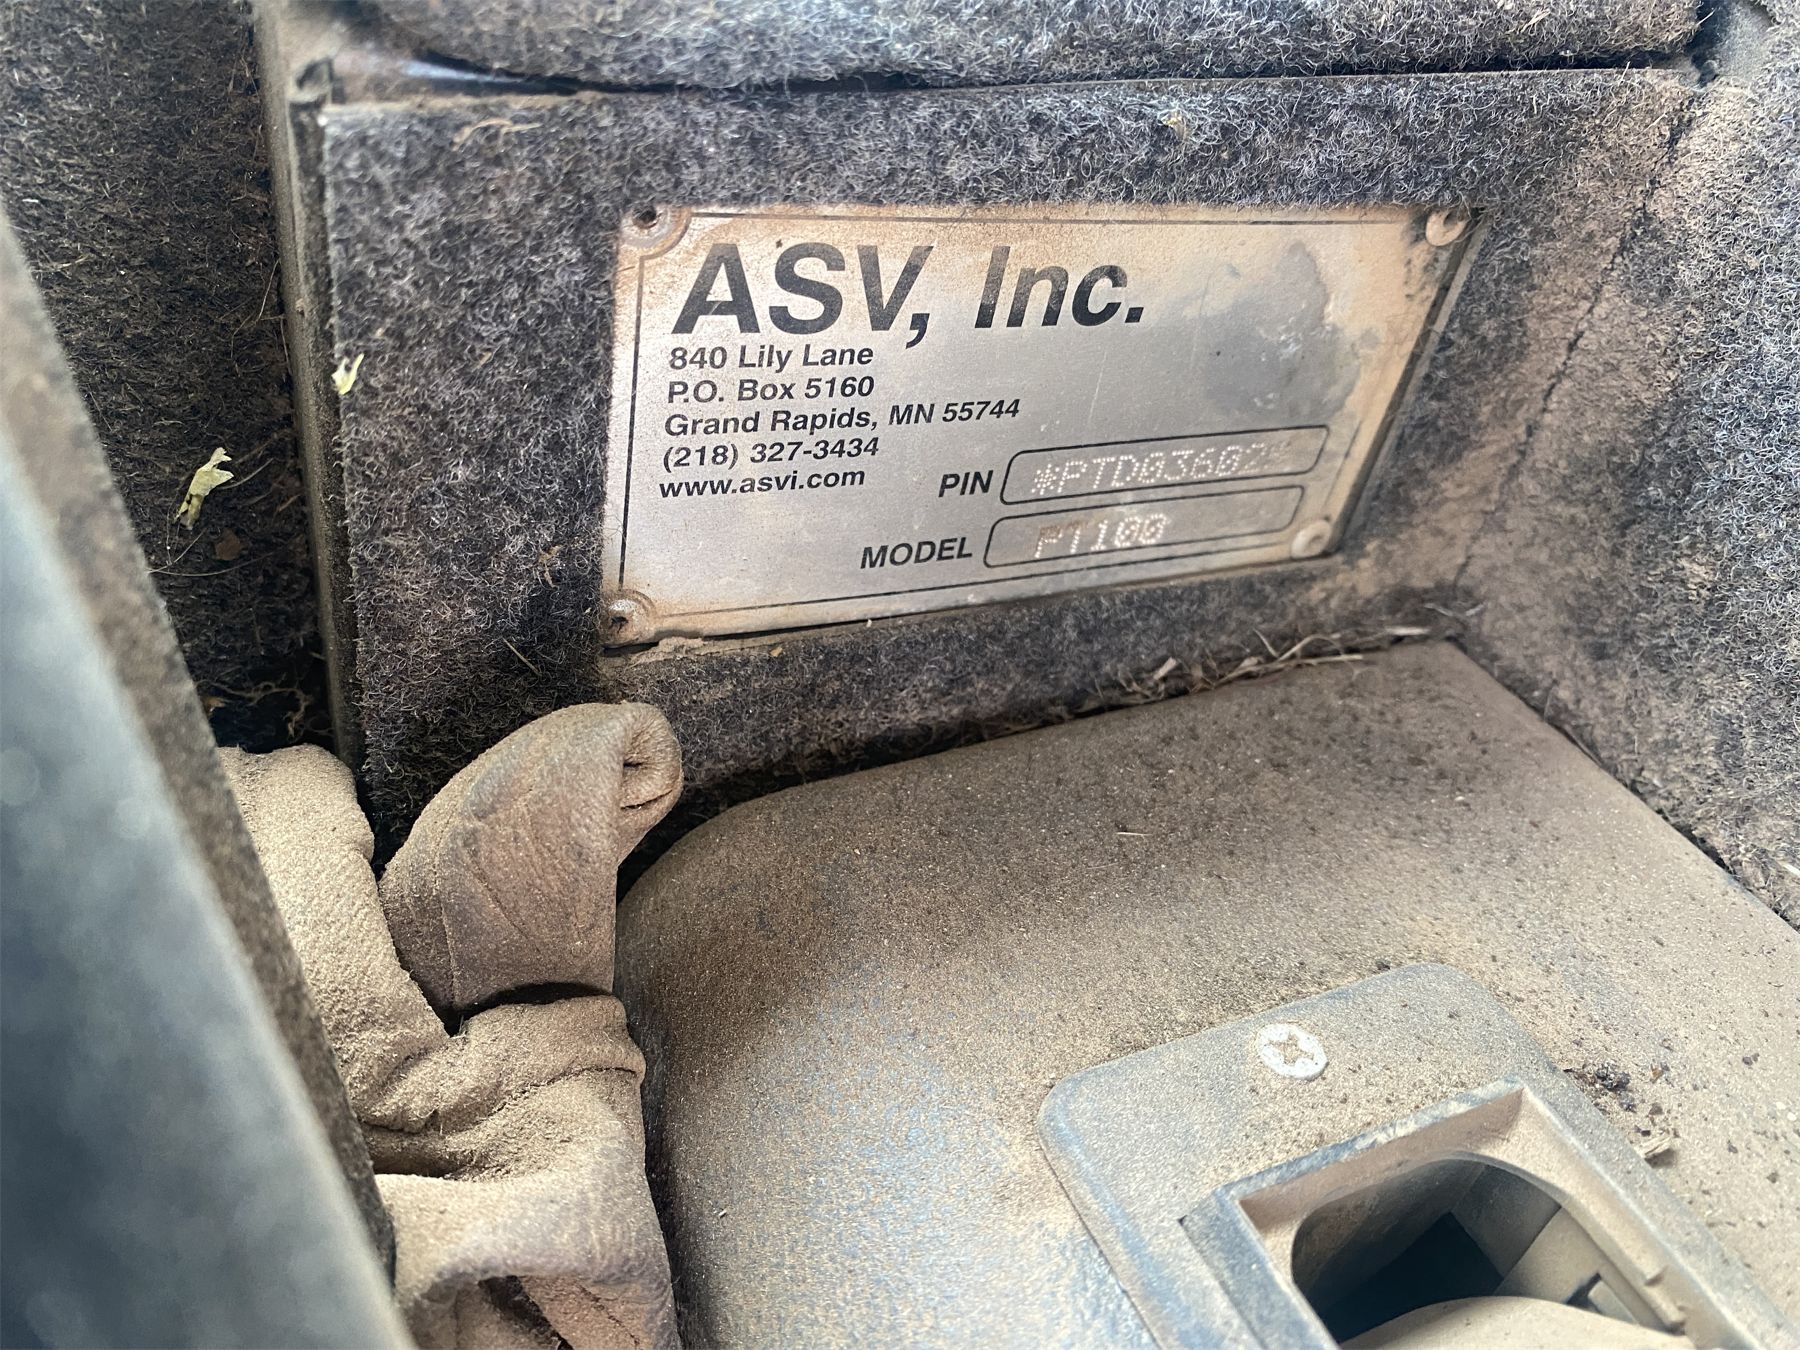 ASV, Inc.
840 Lily Lane
P.O. Box 5160
Grand Rapids, MN 55744
(218) 327-3434
www.asvi.com
PIN *PTD03602*
MODEL PT100